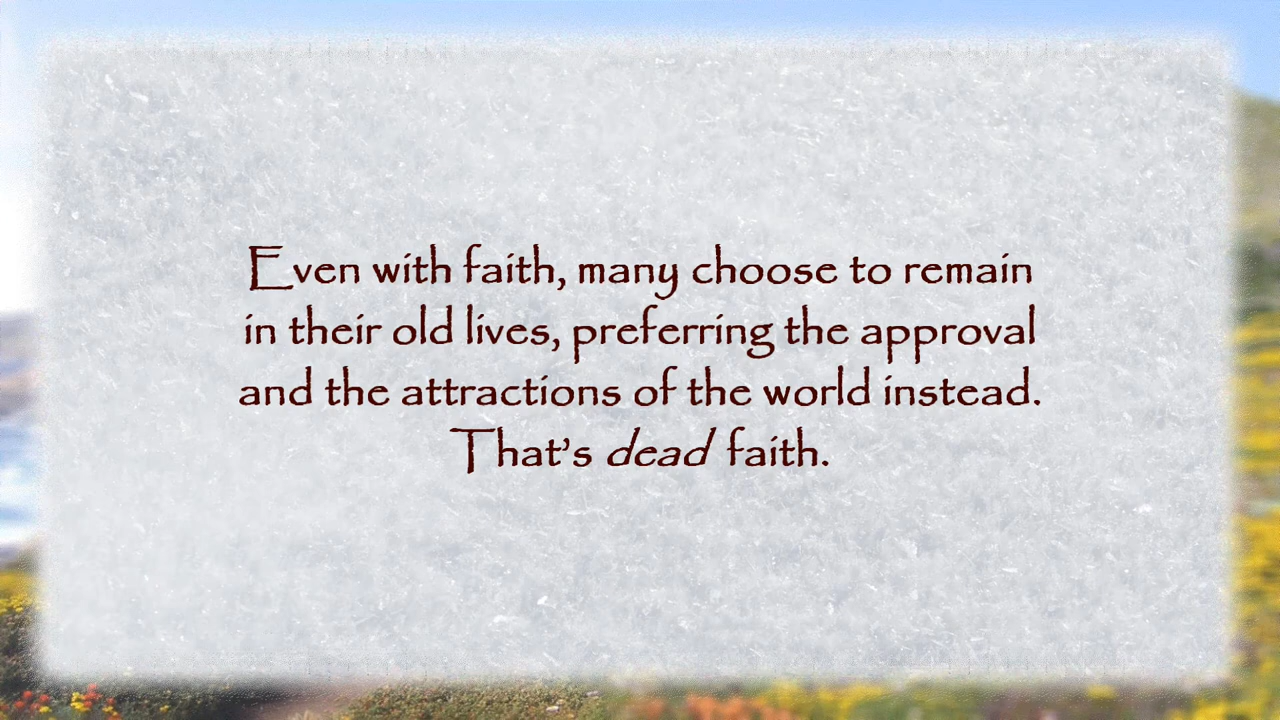 Even with faith, many choose to remain
in their old lives, preferring the approval
and the attractions of the world instead.
That’s dead faith.